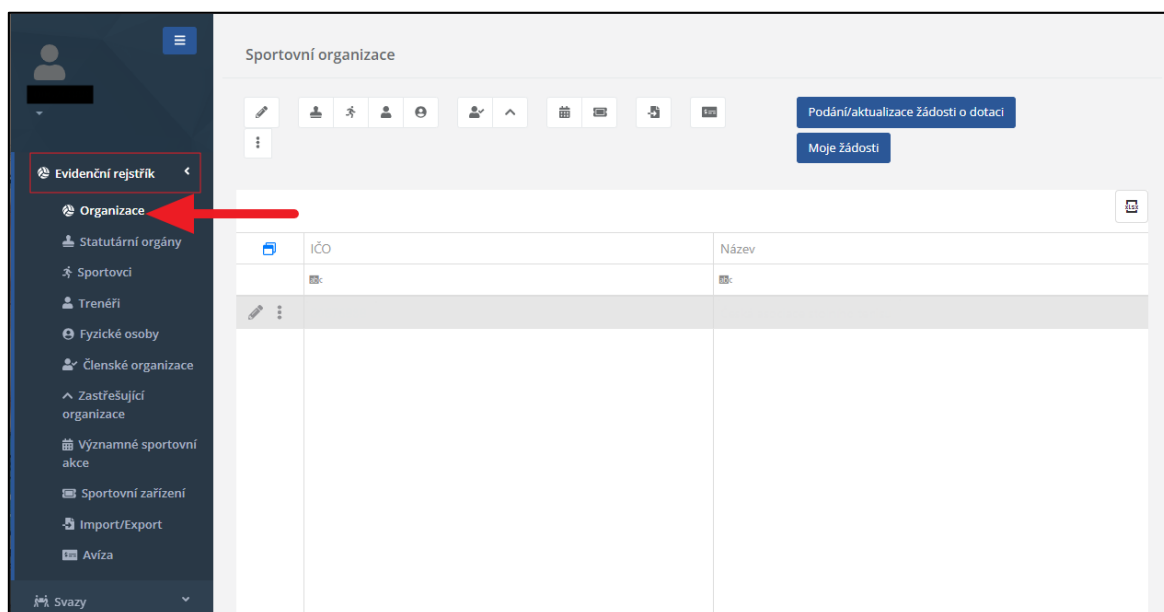 Sportovní organizace
Podání/aktualizace žádosti o dotaci
Moje žádosti
Evidenční rejstřík
Organizace
Statutární orgány
Sportovci
Trenéři
Fyzické osoby
Členské organizace
Zastřešující
organizace
Významné sportovní
akce
Sportovní zařízení
Import/Export
Avíza
Svazy
XLSX
IČO
Název